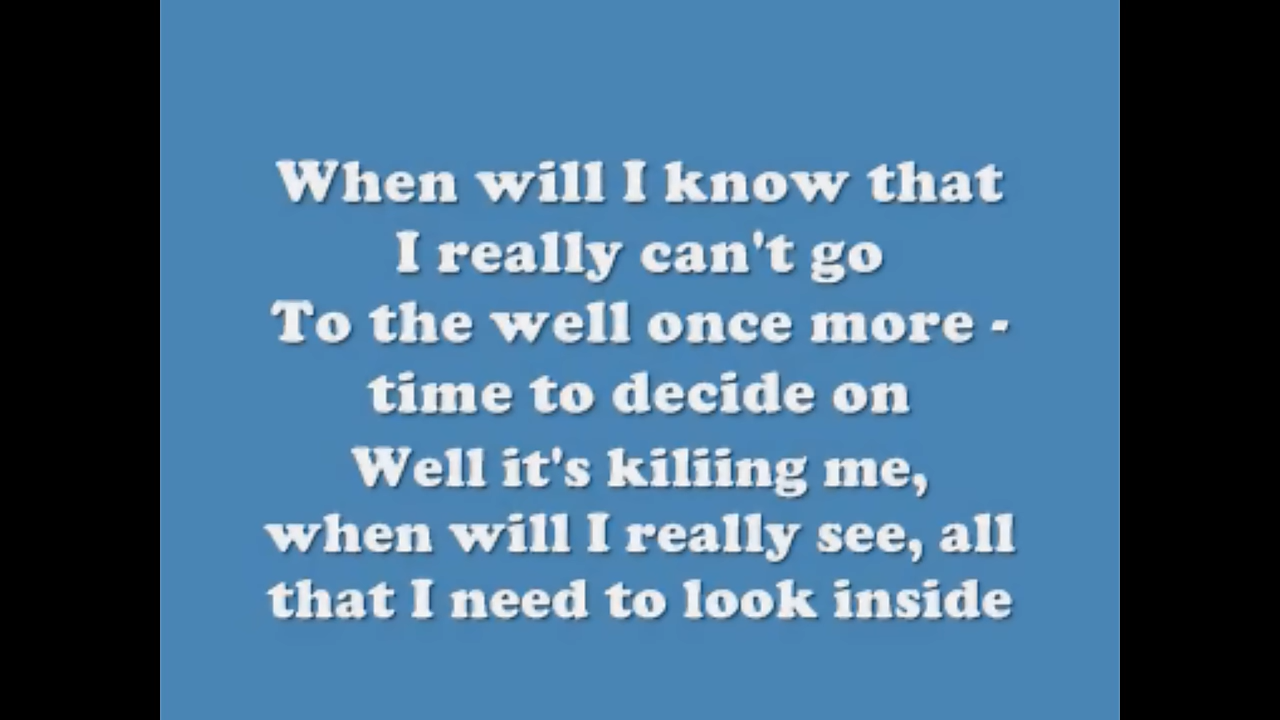 When will I know that
I really can't go
To the well once more -
time to decide on
Well it's kiliing me,
when will I really see, all
that I need to look inside